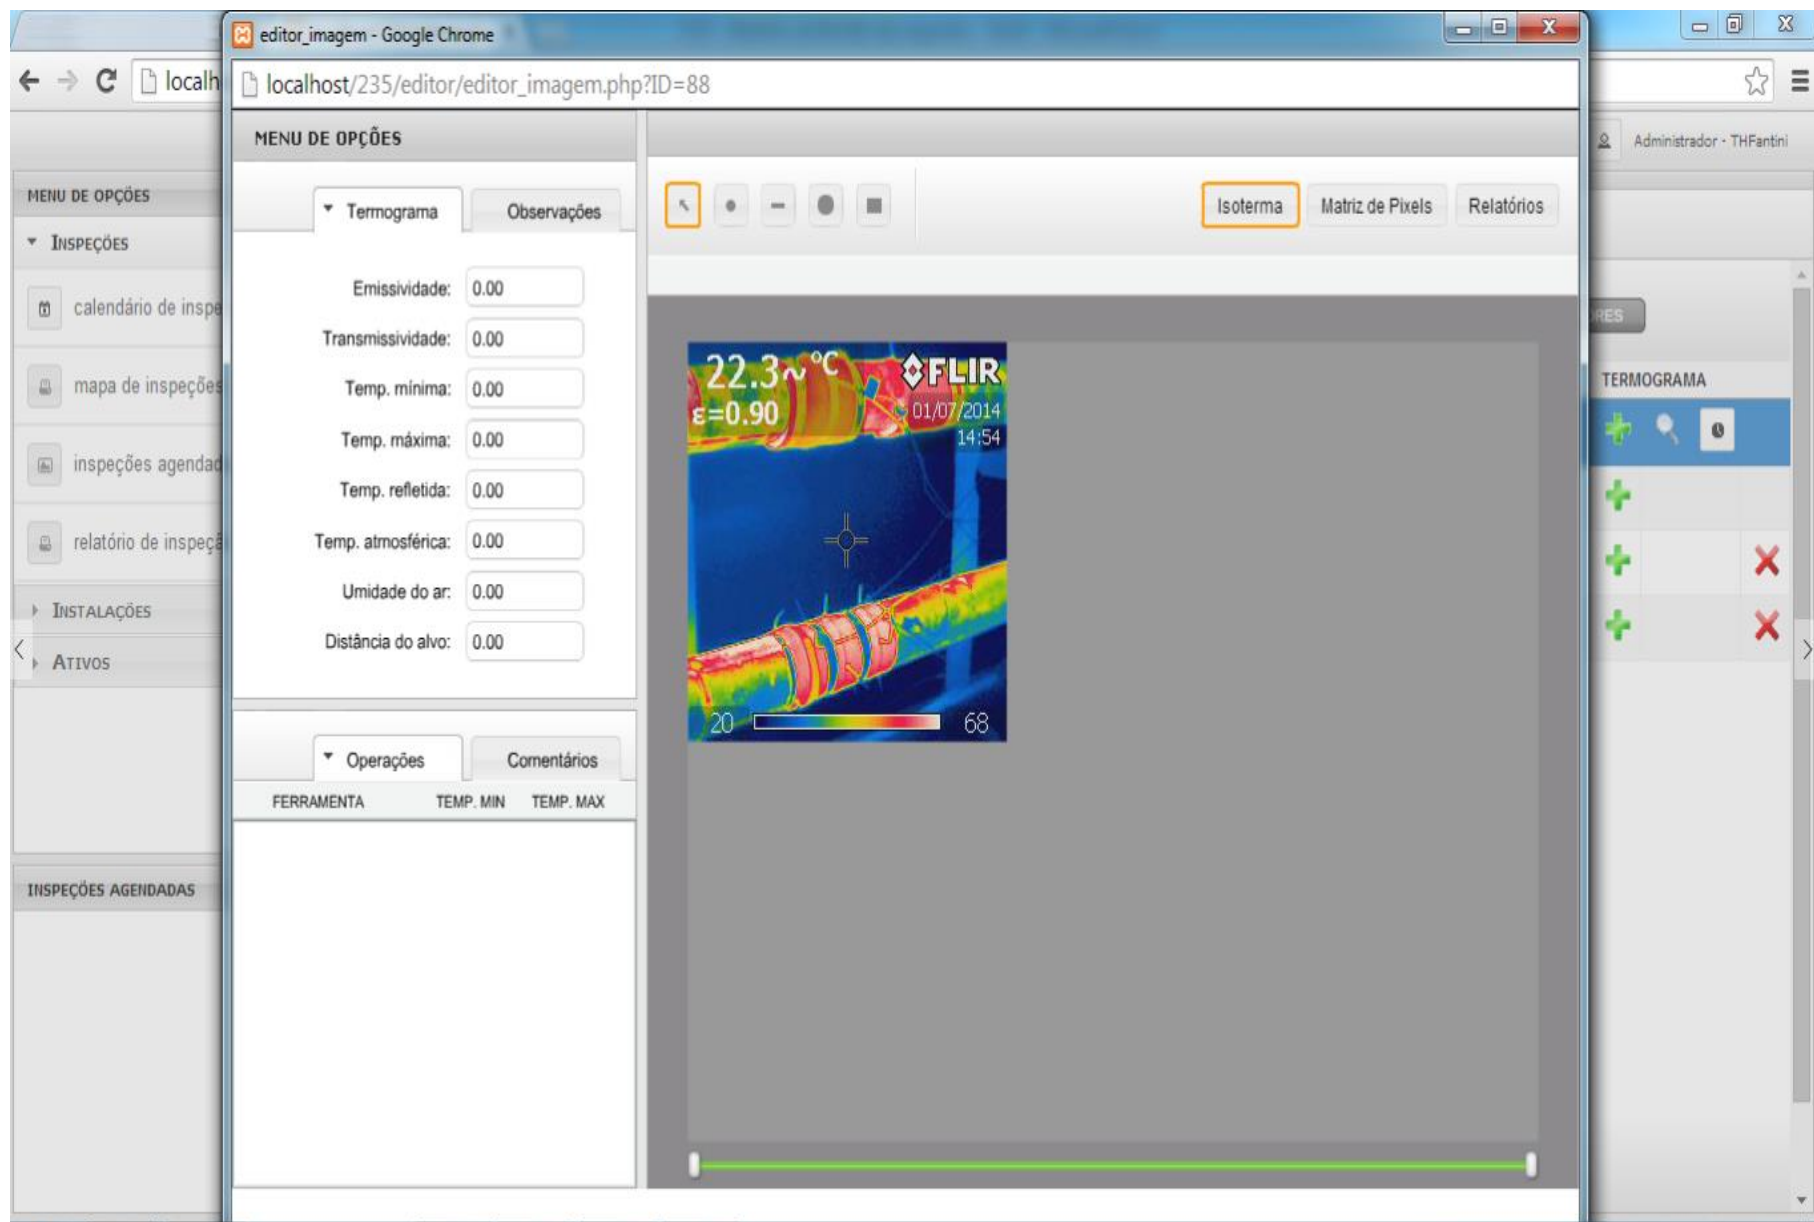 editor_imagem - Google Chrome
localh
localhost/235/editor/editor_imagem.php?ID=88
Administrador - THFantini
MENU DE OPÇÕES
INSPEÇÕES
calendário de inspe
mapa de inspeções
inspeções agendad
relatório de inspeçã
INSTALAÇÕES
ATIVOS
INSPEÇÕES AGENDADAS
MENU DE OPÇÕES
Termograma Observações
Emissividade: 0.00
Transmissividade: 0.00
Temp. mínima: 0.00
Temp. máxima: 0.00
Temp. refletida: 0.00
Temp. atmosférica: 0.00
Umidade do ar: 0.00
Distância do alvo: 0.00
Operações Comentários
FERRAMENTA TEMP. MIN TEMP. MAX
Isoterma Matriz de Pixels Relatórios
22.3~°C FLIR
ε=0.90 01/07/2014
14:54
20 68
RES
TERMOGRAMA